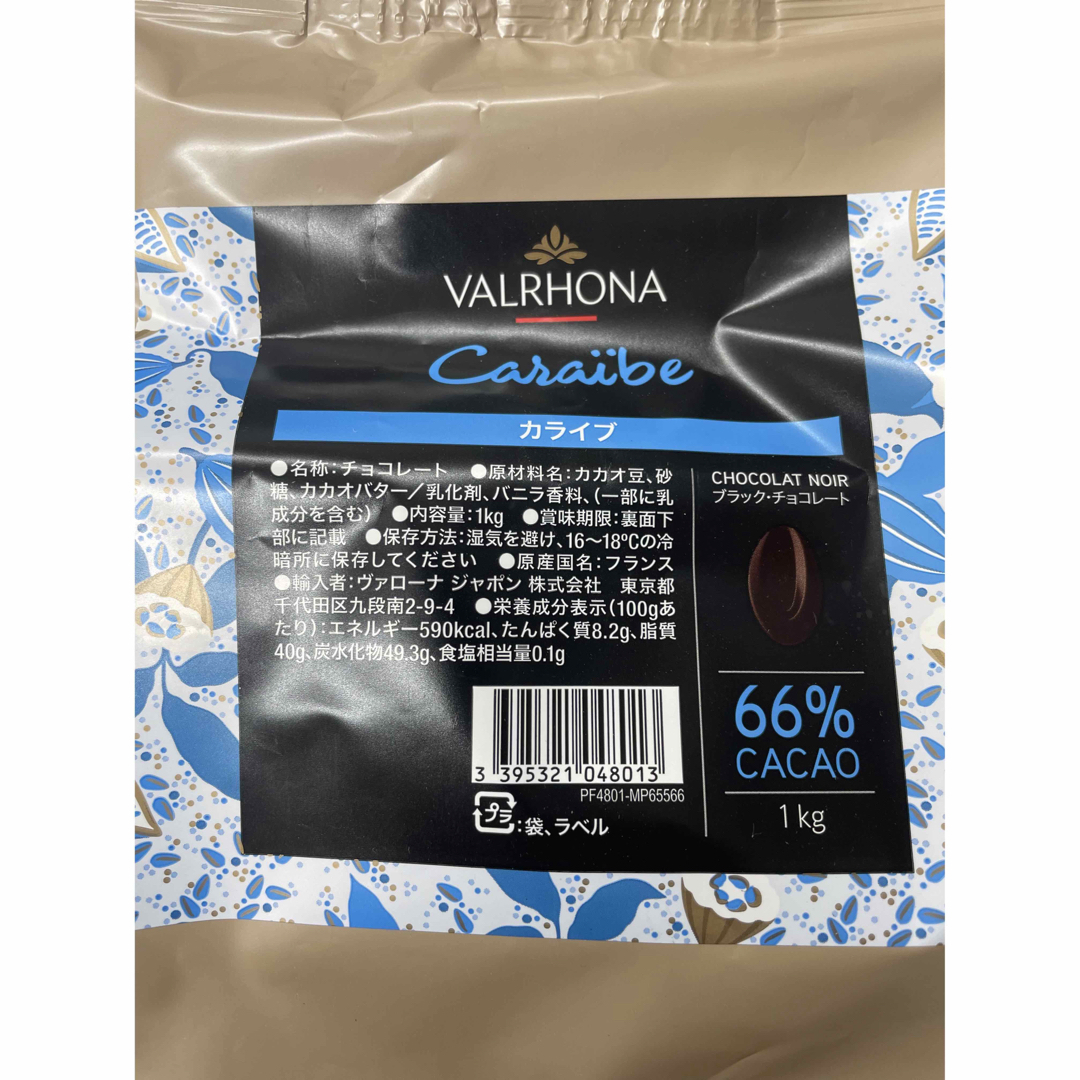 VALRHONA
Caraïbe
カライブ
●名称：チョコレート　●原材料名：カカオ豆、砂
糖、カカオバター／乳化剤、バニラ香料、（一部に乳
成分を含む）　●内容量：1kg　●賞味期限：裏面下
部に記載　●保存方法：湿気を避け、16～18ºCの冷
暗所に保存してください　●原産国名：フランス
●輸入者：ヴァローナ ジャポン 株式会社　東京都
千代田区九段南2-9-4　●栄養成分表示（100gあ
たり）：エネルギー590kcal、たんぱく質8.2g、脂質
40g、炭水化物49.3g、食塩相当量0.1g
3 395321 048013
PF4801-MP65566
プラ：袋、ラベル
CHOCOLAT NOIR
ブラック・チョコレート
66%
CACAO
1 kg